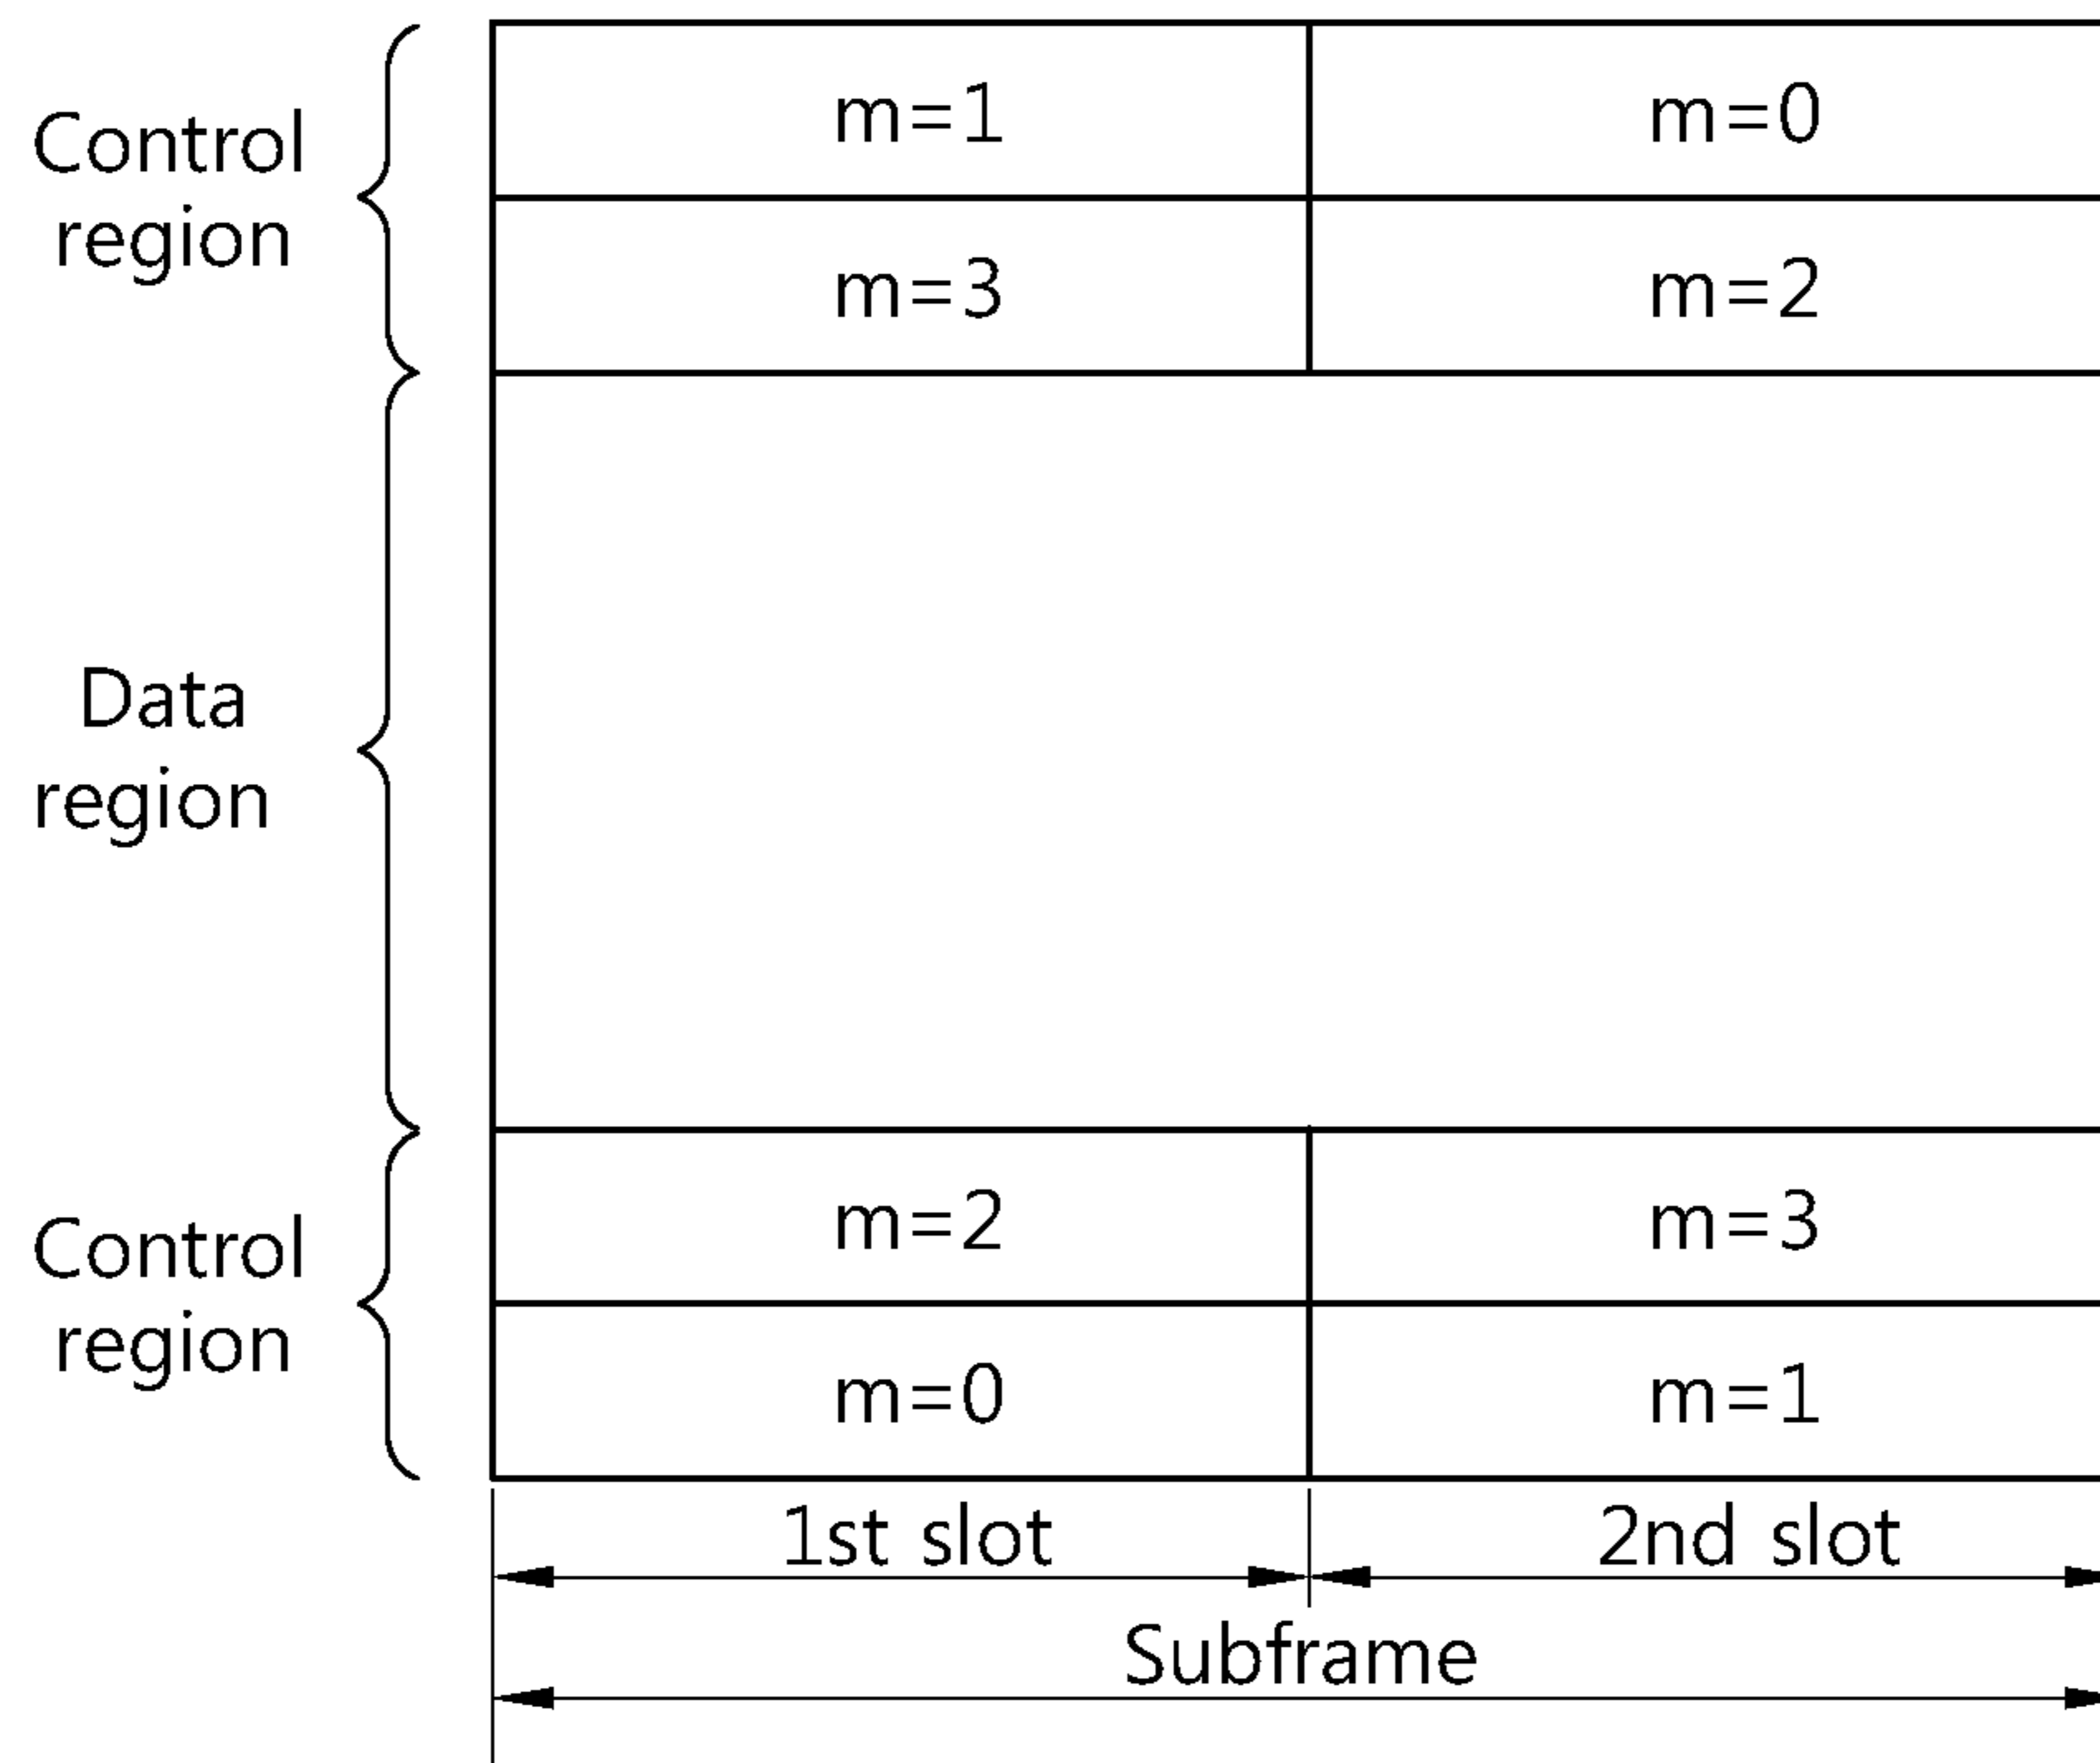 Control
region
m=1
m=0
m=3
m=2
Data
region
Control
region
m=2
m=3
m=0
m=1
1st slot
2nd slot
Subframe